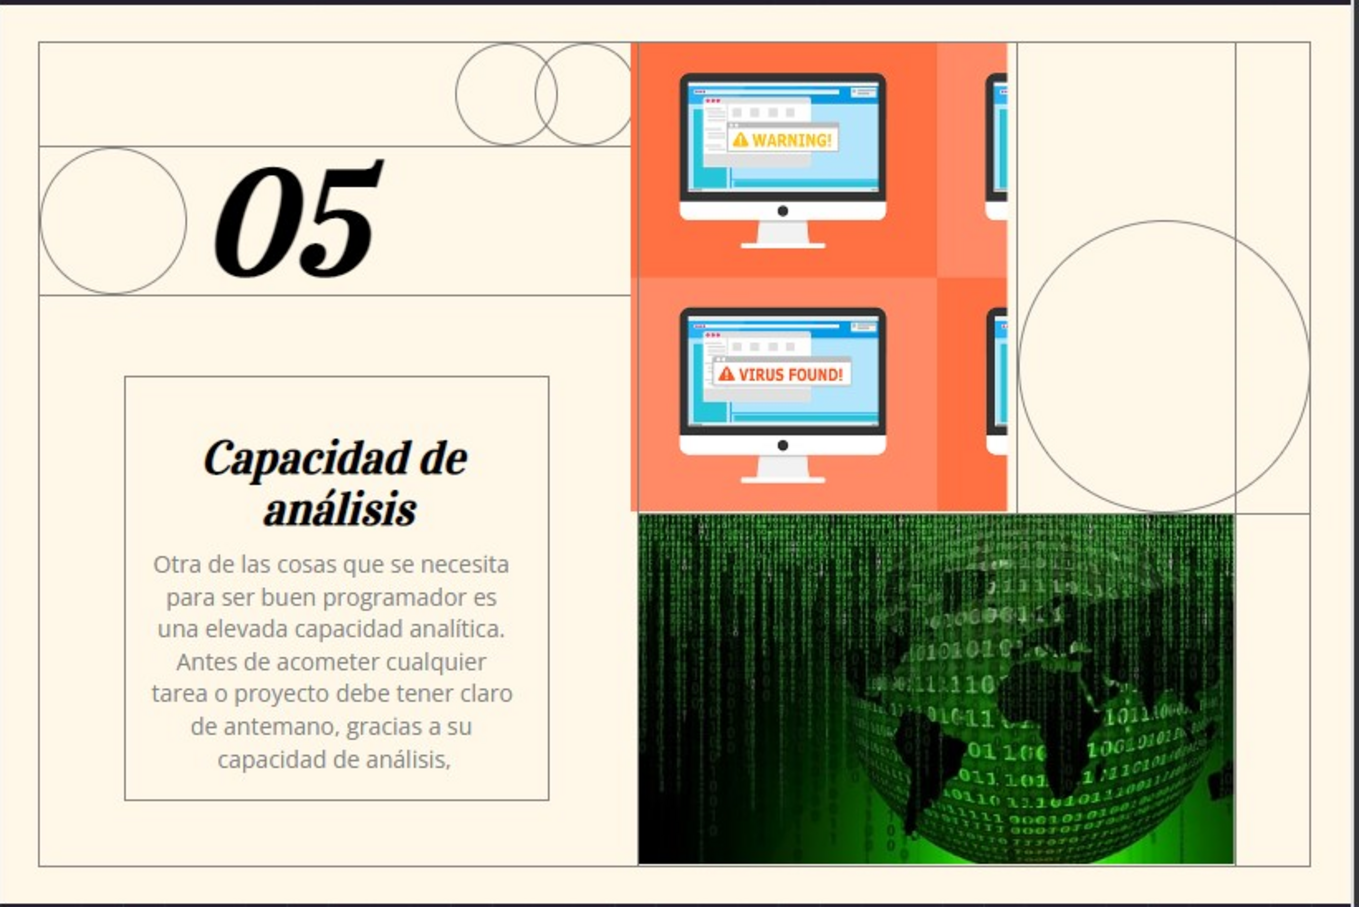 05
WARNING!
VIRUS FOUND!
Capacidad de
análisis
Otra de las cosas que se necesita
para ser buen programador es
una elevada capacidad analítica.
Antes de acometer cualquier
tarea o proyecto debe tener claro
de antemano, gracias a su
capacidad de análisis,